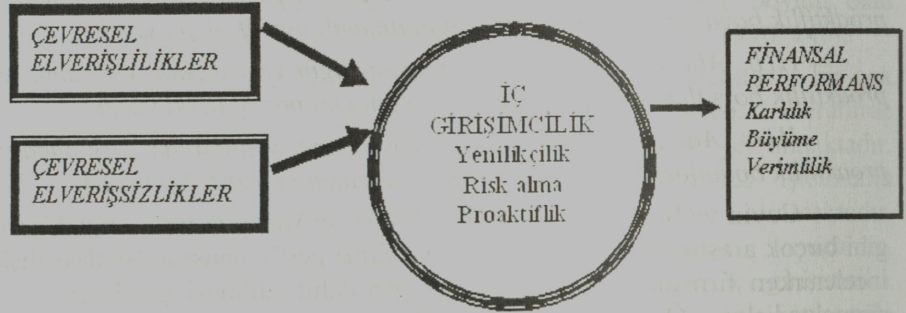 ÇEVRESEL
ELVERİŞLİLİKLER
ÇEVRESEL
ELVERİŞSİZLİKLER
İÇ
GİRİŞİMCİLİK
Yenilikçilik
Risk alma
Proaktiflik
FİNANSAL
PERFORMANS
Karlılık
Büyüme
Verimlilik